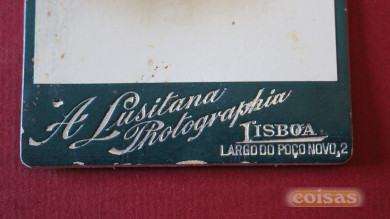 A Lusitana
Photographia
LISBOA
LARGO DO POÇO NOVO, 2
coisas